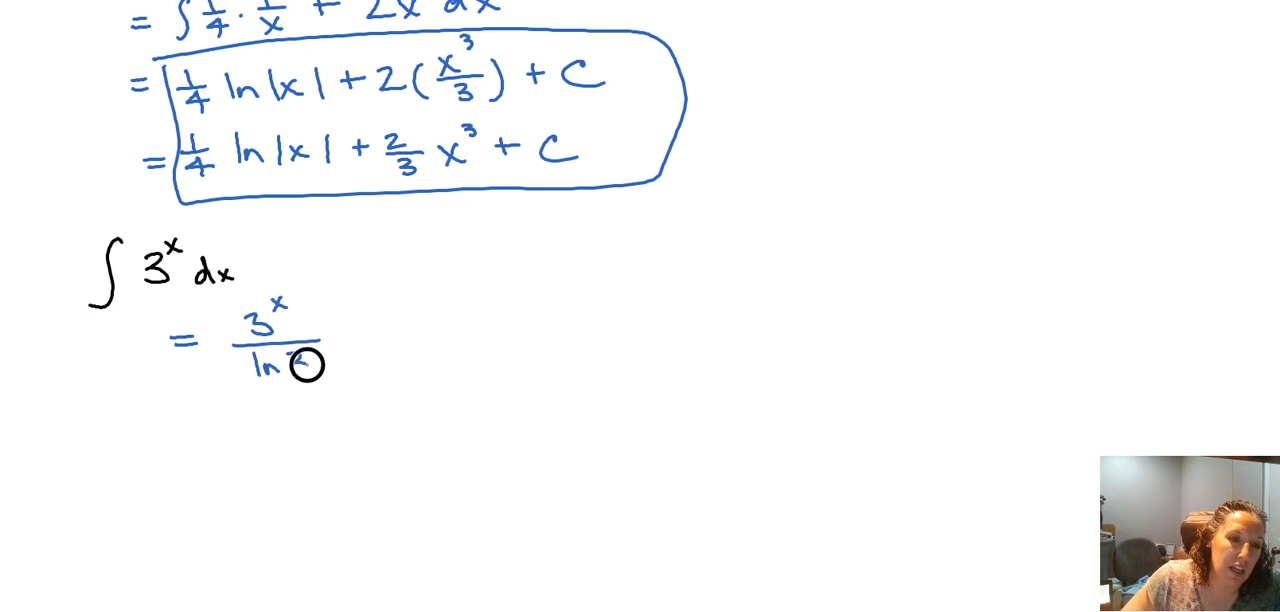 = ∫ 1/4 · 1/x + 2x dx
= 1/4 ln|x| + 2(x³/3) + C
= 1/4 ln|x| + 2/3 x³ + C
∫ 3ˣ dx
= 3ˣ/ln